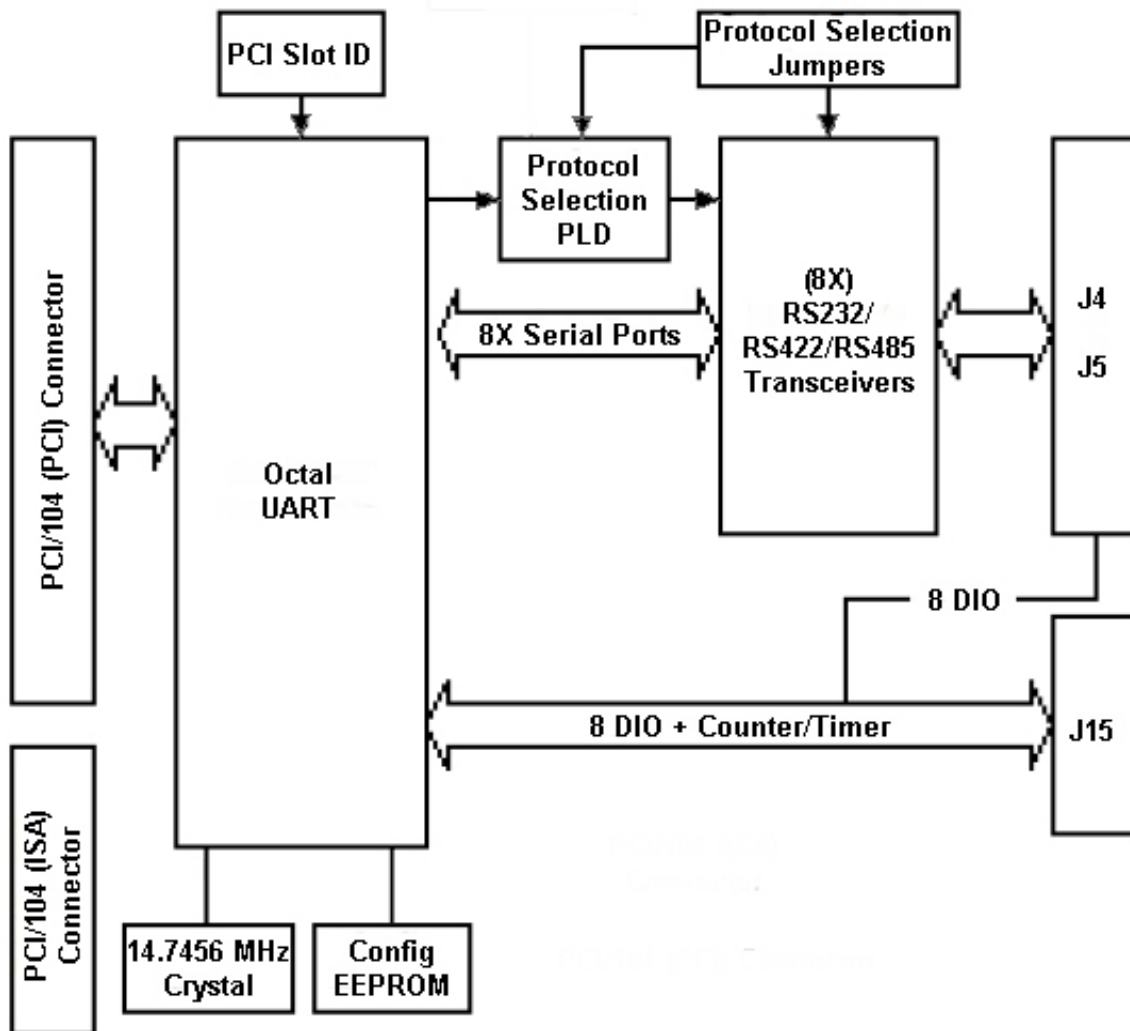 PCI Slot ID
Protocol Selection
Jumpers
PCI/104 (PCI) Connector
Protocol
Selection
PLD
Octal
UART
8X Serial Ports
(8X)
RS232/
RS422/RS485
Transceivers
J4
J5
8 DIO
8 DIO + Counter/Timer
J15
PCI/104 (ISA)
Connector
14.7456 MHz
Crystal
Config
EEPROM